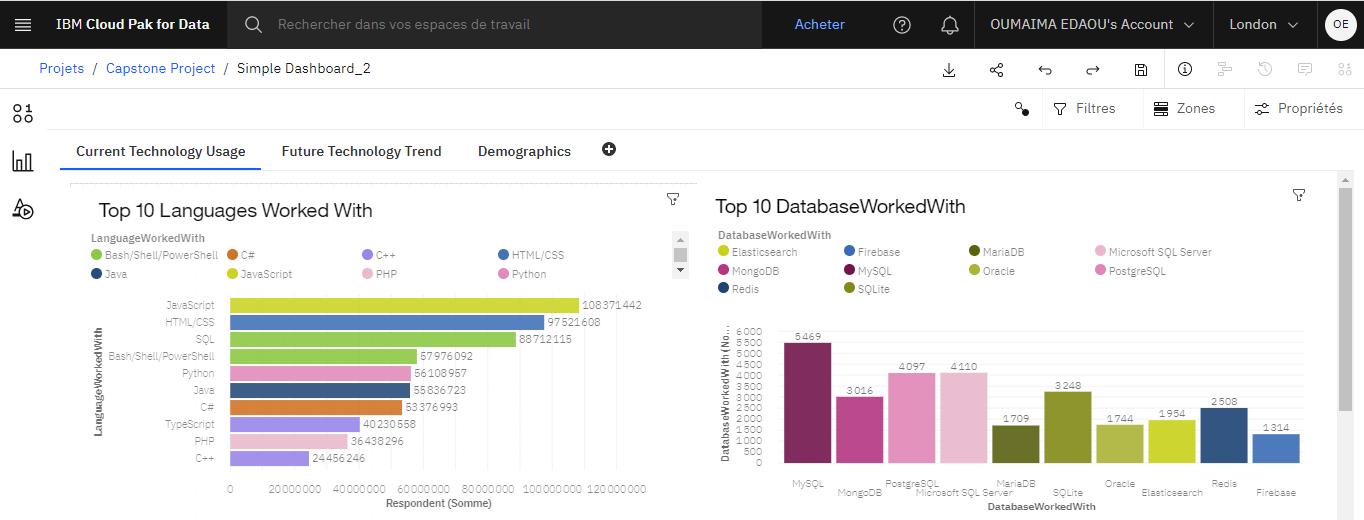 IBM Cloud Pak for Data
Rechercher dans vos espaces de travail
Acheter
OUMAIMA EDAOU's Account
London
OE
Projets / Capstone Project / Simple Dashboard_2
Filtres
Zones
Propriétés
Current Technology Usage
Future Technology Trend
Demographics
Top 10 Languages Worked With
LanguageWorkedWith
Bash/Shell/PowerShell
C#
C++
HTML/CSS
Java
JavaScript
PHP
Python
LanguageWorkedWith
JavaScript
108371442
HTML/CSS
97521608
SQL
88712115
Bash/Shell/PowerShell
57976092
Python
56108957
Java
55836723
C#
53376993
TypeScript
40230558
PHP
36438296
C++
24456246
0 20000000 40000000 60000000 80000000 100000000 120000000
Respondent (Somme)
Top 10 DatabaseWorkedWith
DatabaseWorkedWith
Elasticsearch
Firebase
MariaDB
Microsoft SQL Server
MongoDB
MySQL
Oracle
PostgreSQL
Redis
SQLite
DatabaseWorkedWith (No...
6000
5500
5000
4500
4000
3500
3000
2500
2000
1500
1000
500
0
5469
3016
4097
4110
1709
3248
1744
1954
2508
1314
MySQL
MongoDB
PostgreSQL
Microsoft SQL Server
MariaDB
SQLite
Oracle
Elasticsearch
Redis
Firebase
DatabaseWorkedWith